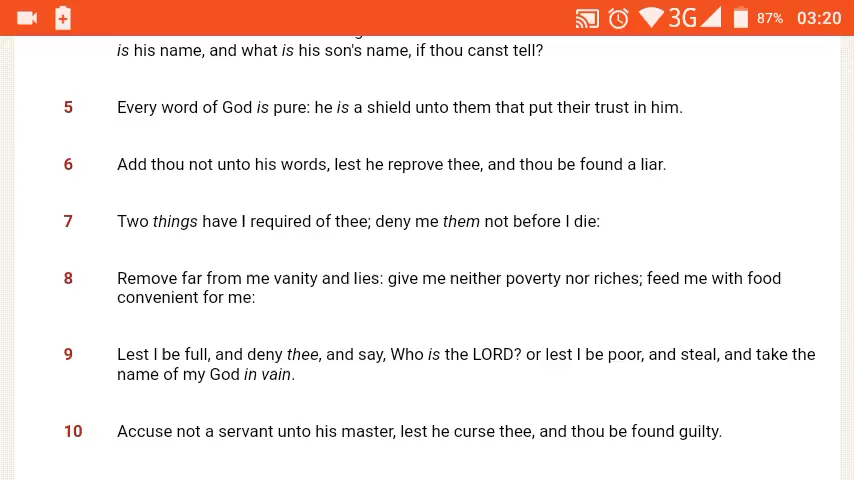 3G 87% 03:20
is his name, and what is his son's name, if thou canst tell?
5 Every word of God is pure: he is a shield unto them that put their trust in him.
6 Add thou not unto his words, lest he reprove thee, and thou be found a liar.
7 Two things have I required of thee; deny me them not before I die:
8 Remove far from me vanity and lies: give me neither poverty nor riches; feed me with food
convenient for me:
9 Lest I be full, and deny thee, and say, Who is the LORD? or lest I be poor, and steal, and take the
name of my God in vain.
10 Accuse not a servant unto his master, lest he curse thee, and thou be found guilty.